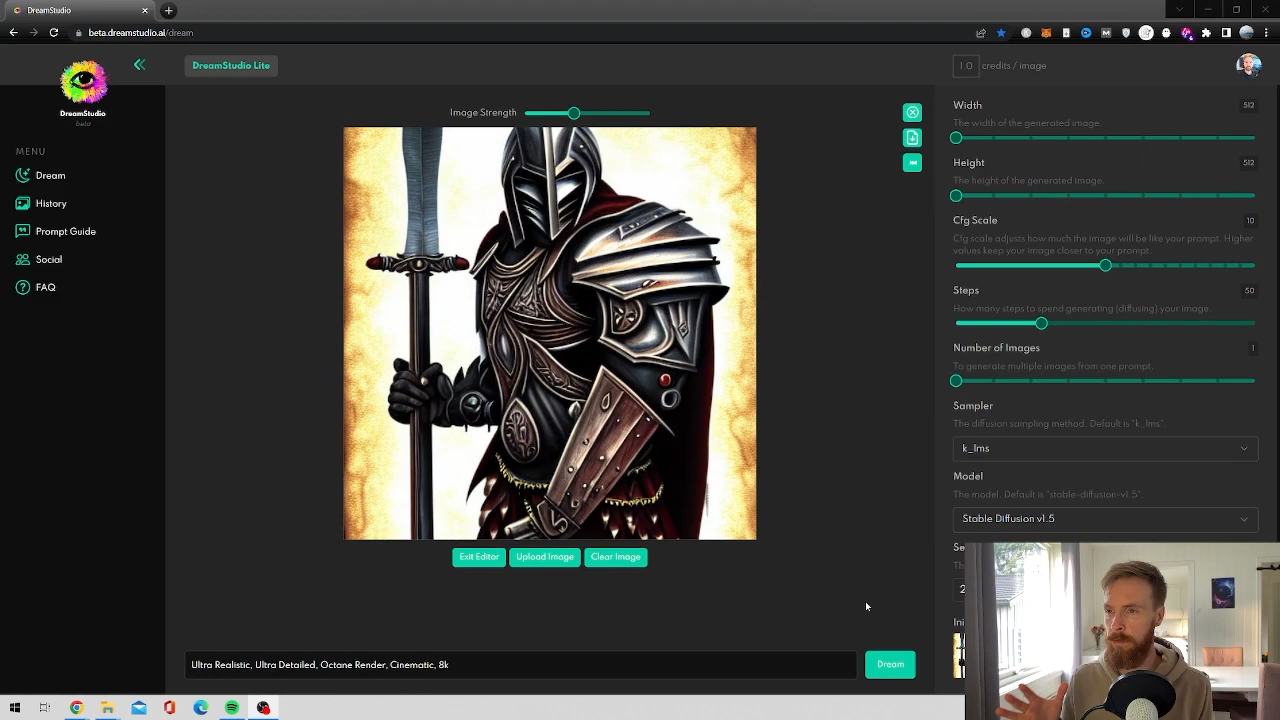 DreamStudio
beta.dreamstudio.ai/dream
DreamStudio
beta
DreamStudio Lite
1.0 credits / image
MENU
Dream
History
Prompt Guide
Social
FAQ
Image Strength
Exit Editor
Upload Image
Clear Image
Ultra Realistic, Ultra Detailed, Octane Render, Cinematic, 8k
Dream
Width 512
The width of the generated image.
Height 512
The height of the generated image.
Cfg Scale 10
Cfg scale adjusts how much the image will be like your prompt. Higher
values keep your image closer to your prompt.
Steps 50
How many steps to spend generating (diffusing) your image.
Number of Images 1
To generate multiple images from one prompt.
Sampler
The diffusion sampling method. Default is "k_lms".
k_lms
Model
The model. Default is "stable-diffusion-v1.5".
Stable Diffusion v1.5